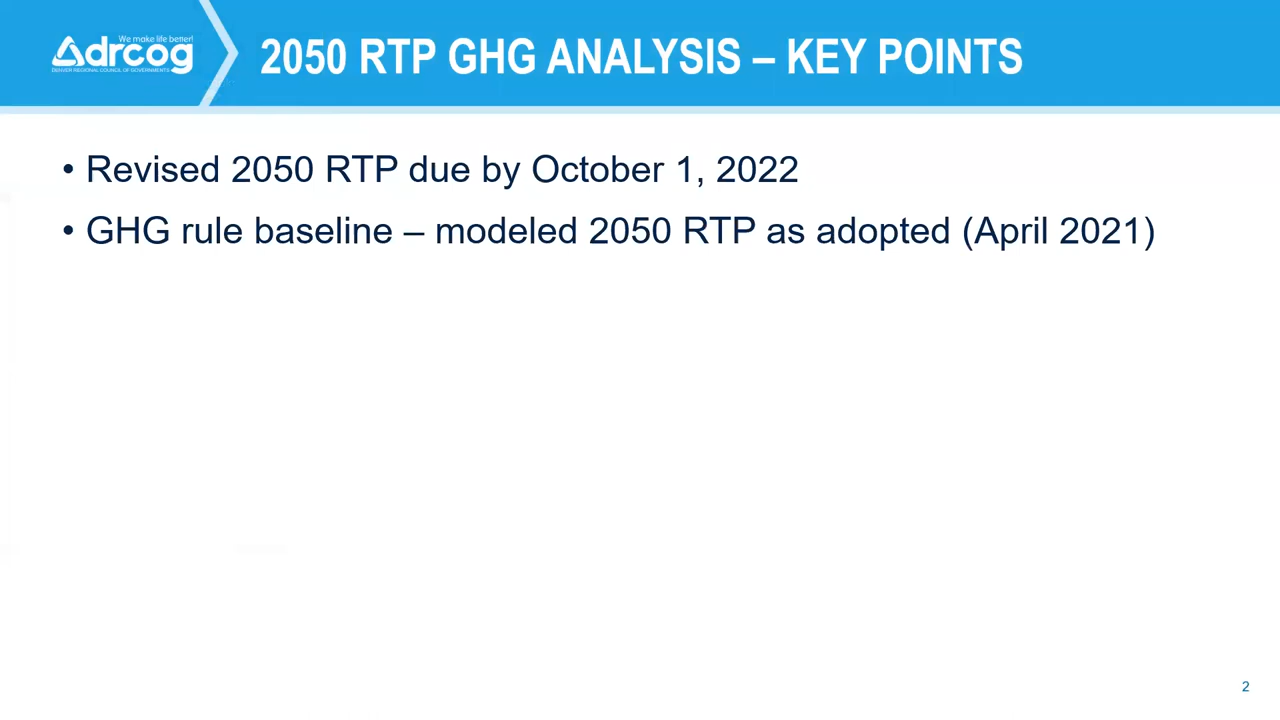 We make life better!
drcog
DENVER REGIONAL COUNCIL OF GOVERNMENTS
2050 RTP GHG ANALYSIS – KEY POINTS
• Revised 2050 RTP due by October 1, 2022
• GHG rule baseline – modeled 2050 RTP as adopted (April 2021)
2